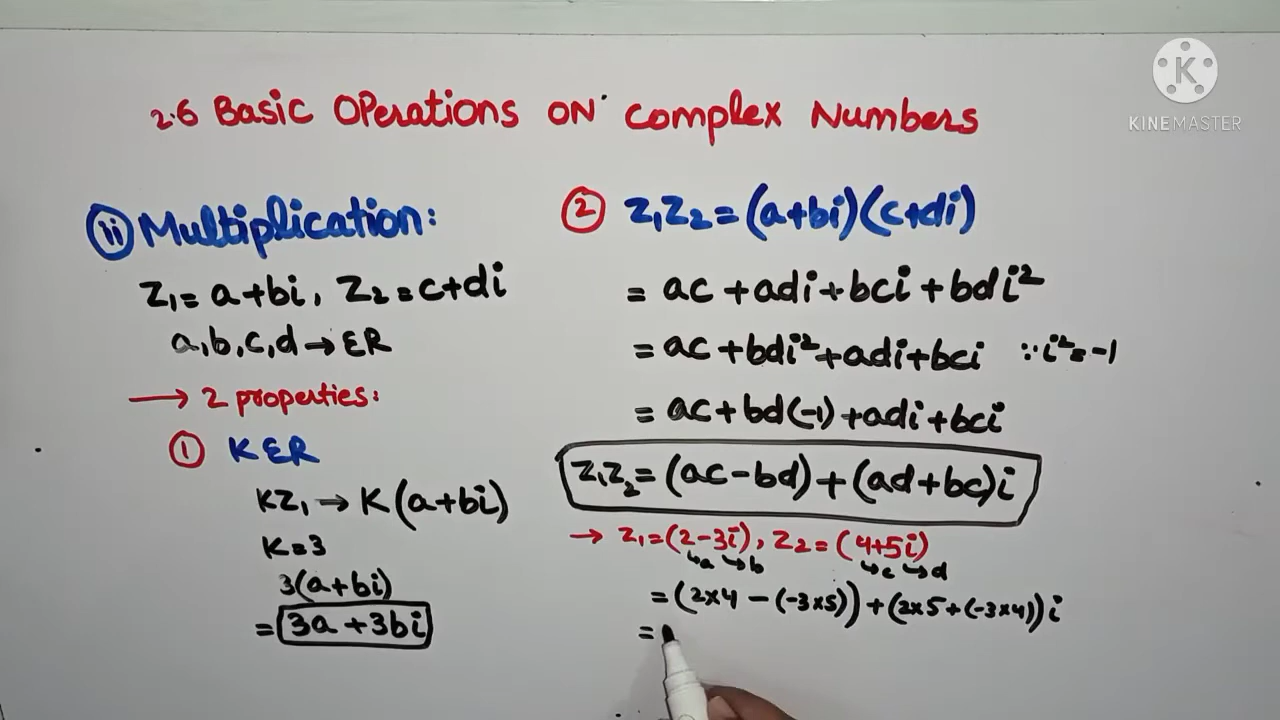 2.6 Basic Operations on Complex Numbers
K
KINEMASTER
(ii) Multiplication:
Z₁ = a+bi, Z₂ = c+di
a,b,c,d → ƐR
→ 2 properties:
① K Ɛ R
KZ₁ → K(a+bi)
K=3
3(a+bi)
= 3a+3bi
② Z₁Z₂ = (a+bi)(c+di)
= ac + adi + bci + bdi²
= ac + bdi² + adi + bci ∵ i² = -1
= ac + bd(-1) + adi + bci
Z₁Z₂ = (ac-bd) + (ad+bc)i
→ Z₁ = (2-3i), Z₂ = (4+5i)
↳a ↳b ↳c ↳d
= (2×4 - (-3×5)) + (2×5 + (-3×4))i
=